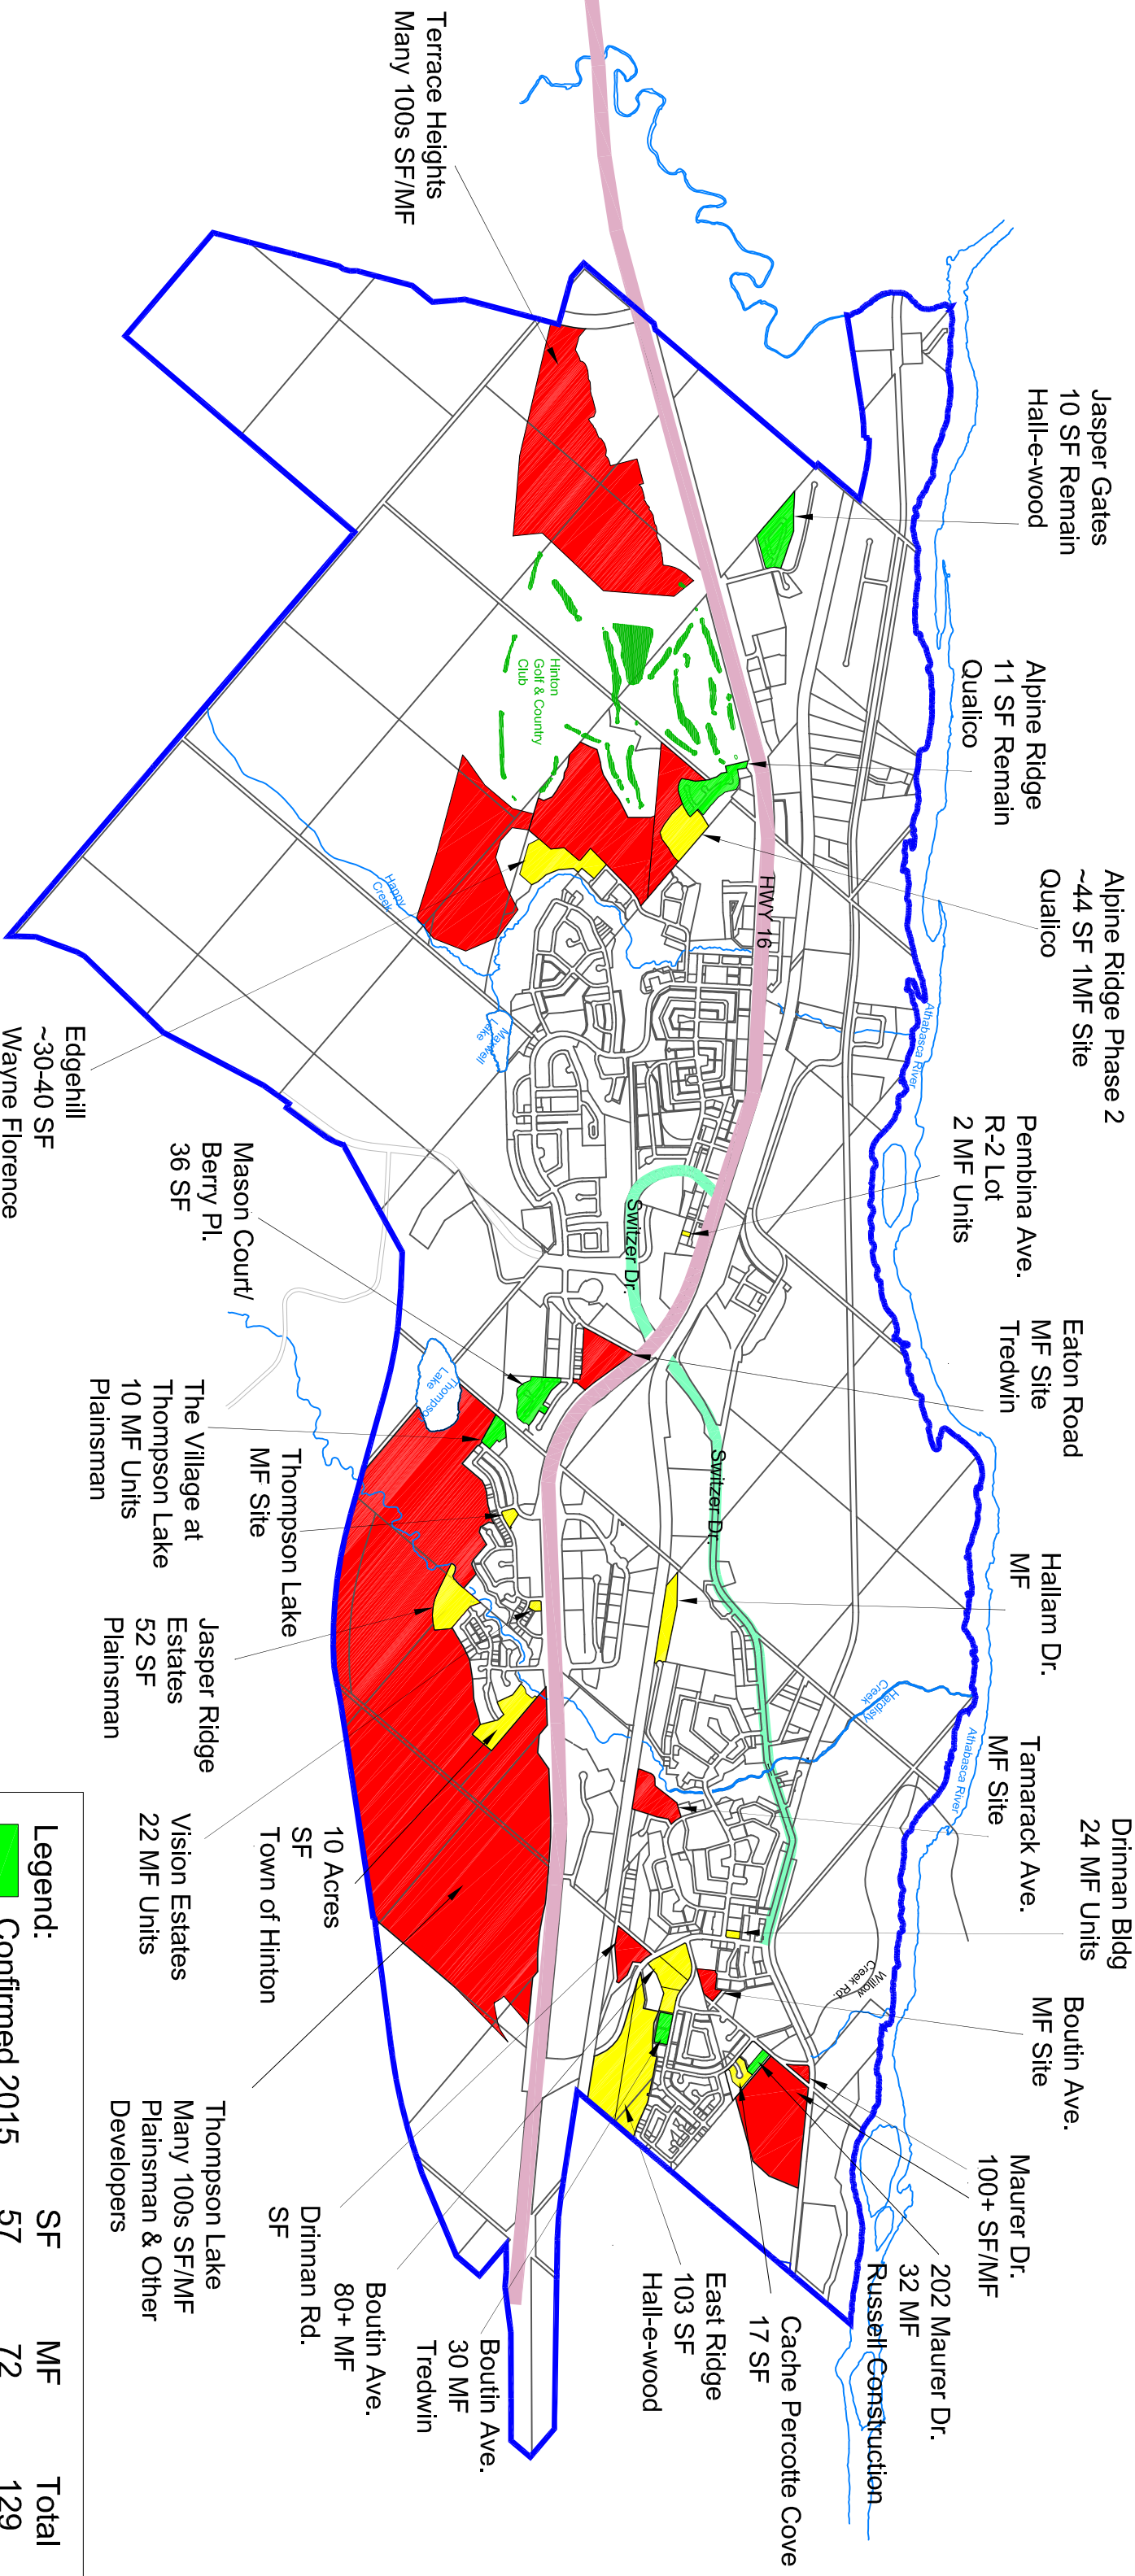 Terrace Heights
Many 100s SF/MF
Jasper Gates
10 SF Remain
Hall-e-wood
Alpine Ridge
11 SF Remain
Qualico
Alpine Ridge Phase 2
~44 SF 1MF Site
Qualico
Pembina Ave.
R-2 Lot
2 MF Units
Eaton Road
MF Site
Tredwin
Hallam Dr.
MF
Tamarack Ave.
MF Site
Drinnan Bldg
24 MF Units
Boutin Ave.
MF Site
Maurer Dr.
100+ SF/MF
202 Maurer Dr.
32 MF
Russell Construction
Cache Percotte Cove
17 SF
East Ridge
103 SF
Hall-e-wood
Boutin Ave.
30 MF
Tredwin
Boutin Ave.
80+ MF
Drinnan Rd.
SF
Thompson Lake
Many 100s SF/MF
Plainsman & Other
Developers
10 Acres
SF
Town of Hinton
Vision Estates
22 MF Units
Jasper Ridge
Estates
52 SF
Plainsman
Thompson Lake
MF Site
The Village at
Thompson Lake
10 MF Units
Plainsman
Mason Court/
Berry Pl.
36 SF
Edgehill
~30-40 SF
Wayne Florence
Hinton
Golf & Country
Club
Happy
Creek
Maxwell
Lake
HWY 16
Athabasca River
Switzer Dr.
Switzer Dr.
Thompson
Lake
Hardisty
Creek
Athabasca River
Willow
Creek Rd.
Legend: SF MF Total
Confirmed 2015 57 72 129